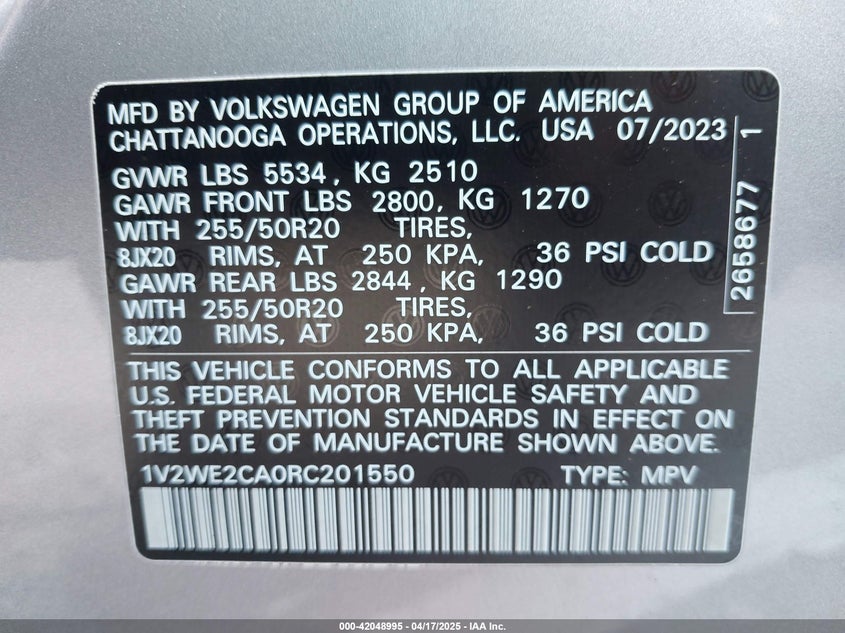 MFD BY VOLKSWAGEN GROUP OF AMERICA
CHATTANOOGA OPERATIONS, LLC. USA 07/2023
GVWR LBS 5534, KG 2510
GAWR FRONT LBS 2800, KG 1270
WITH 255/50R20 TIRES,
8JX20 RIMS, AT 250 KPA, 36 PSI COLD
GAWR REAR LBS 2844, KG 1290
WITH 255/50R20 TIRES,
8JX20 RIMS, AT 250 KPA, 36 PSI COLD
2658677 1
THIS VEHICLE CONFORMS TO ALL APPLICABLE
U.S. FEDERAL MOTOR VEHICLE SAFETY AND
THEFT PREVENTION STANDARDS IN EFFECT ON
THE DATE OF MANUFACTURE SHOWN ABOVE.
1V2WE2CA0RC201550 TYPE: MPV
000-42048995 - 04/17/2025 - IAA Inc.